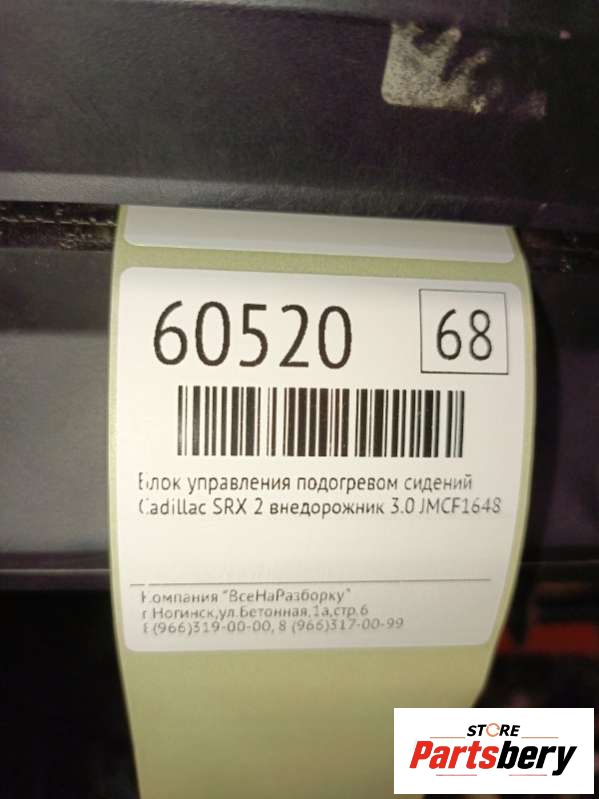 60520
68
Блок управления подогревом сидений
Cadillac SRX 2 внедорожник 3.0 JMCF1648
Компания "ВсеНаРазборку"
г.Ногинск,ул.Бетонная,1а,стр.6
8 (966)319-00-00, 8 (966)317-00-99
STORE
Partsbery